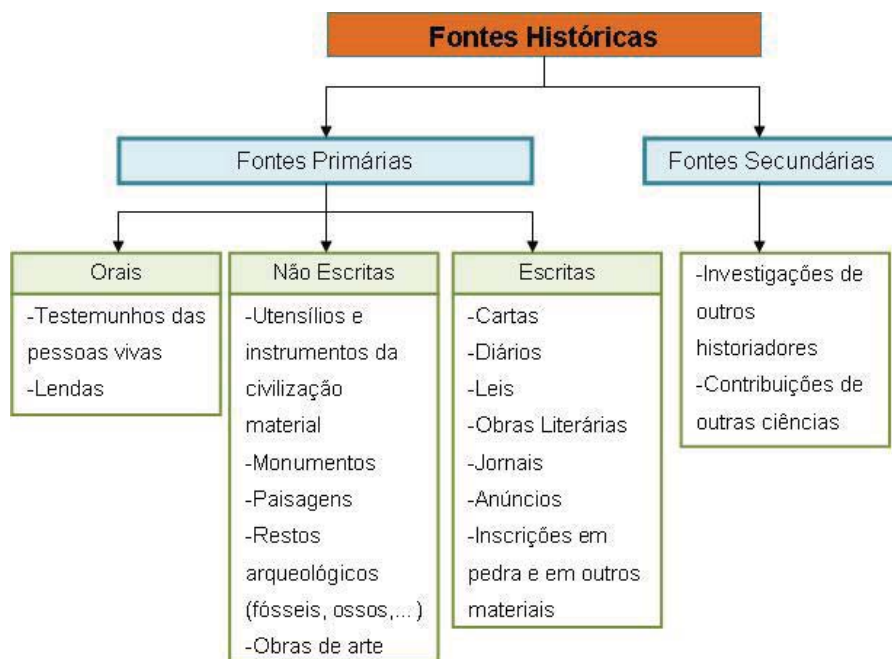 Fontes Históricas
Fontes Primárias
Fontes Secundárias
Orais
-Testemunhos das
pessoas vivas
-Lendas
Não Escritas
-Utensílios e
instrumentos da
civilização
material
-Monumentos
-Paisagens
-Restos
arqueológicos
(fósseis, ossos,...)
-Obras de arte
Escritas
-Cartas
-Diários
-Leis
-Obras Literárias
-Jornais
-Anúncios
-Inscrições em
pedra e em outros
materiais
-Investigações de
outros
historiadores
-Contribuições de
outras ciências